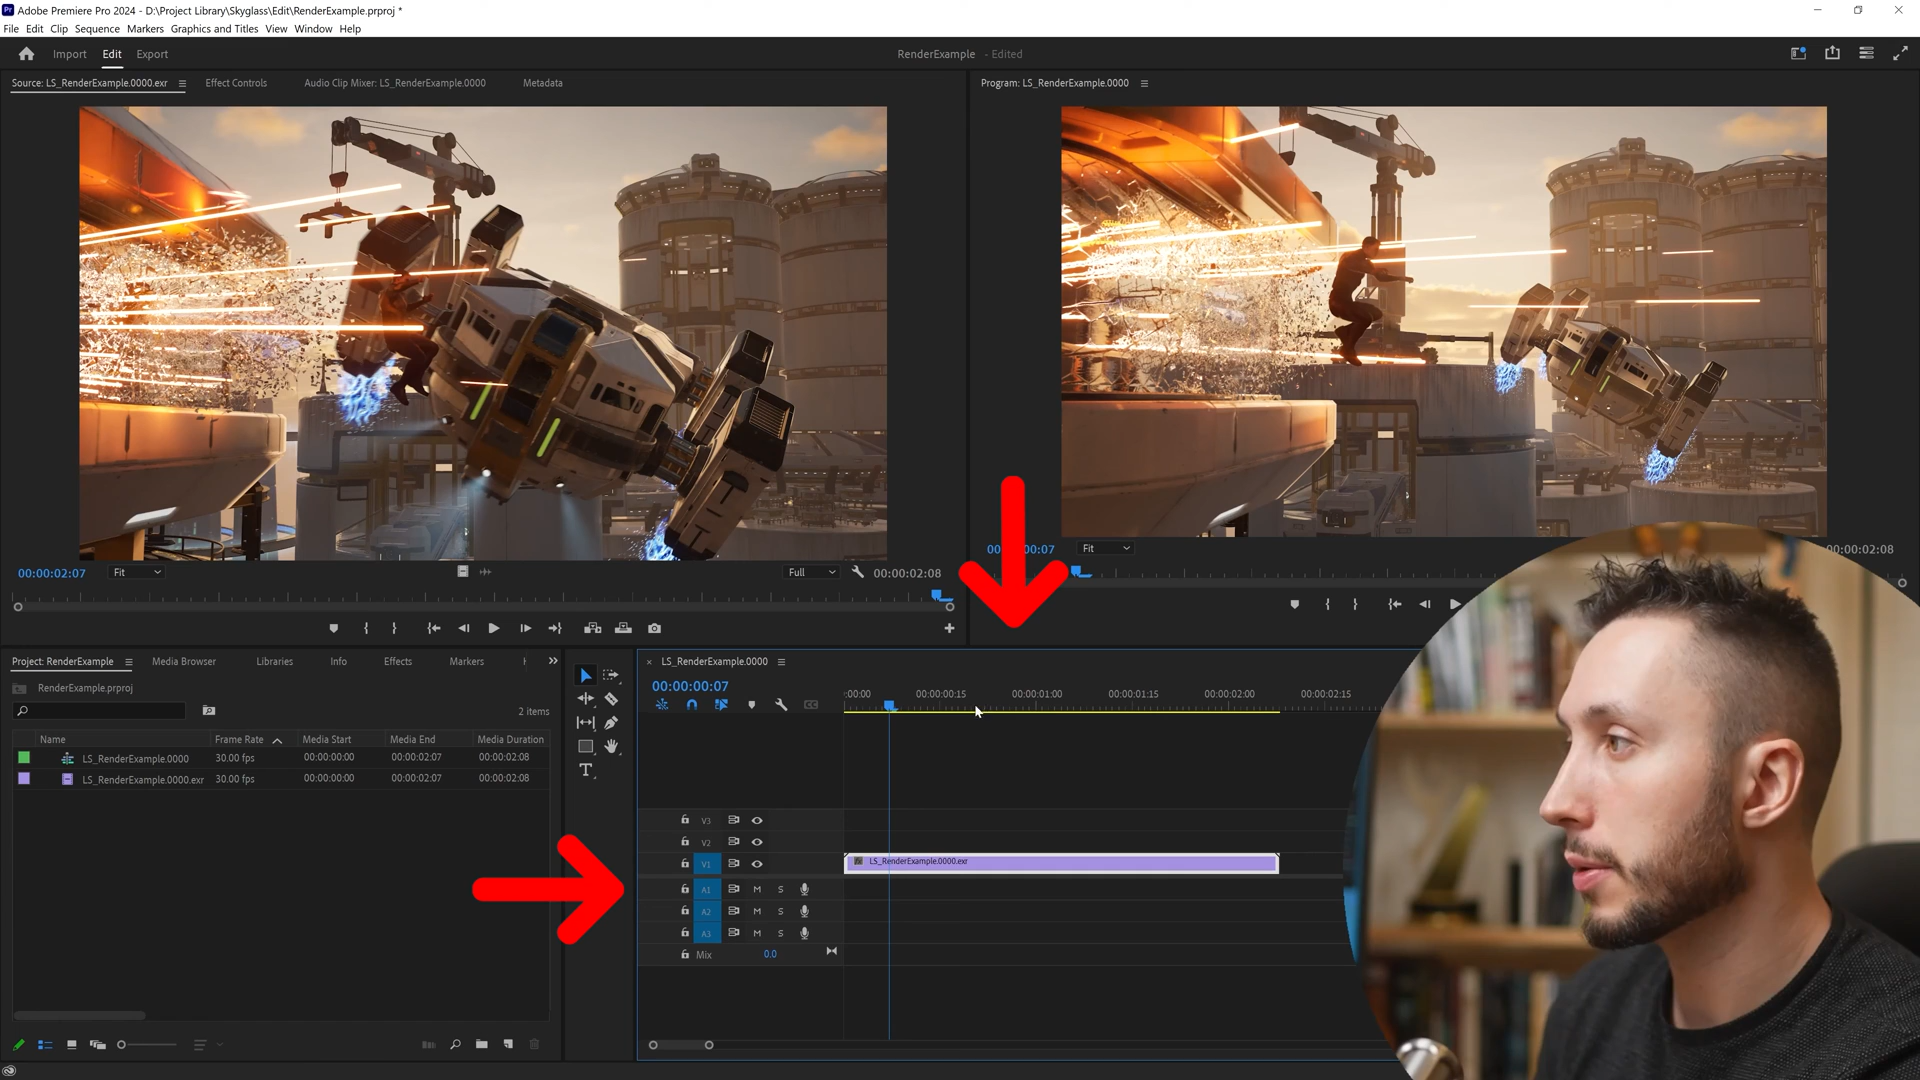 Pr Adobe Premiere Pro 2024 - D:\Project Library\Skyglass\Edit\RenderExample.prproj *
File Edit Clip Sequence Markers Graphics and Titles View Window Help
Import Edit Export
RenderExample - Edited
Source: LS_RenderExample.0000.exr Effect Controls Audio Clip Mixer: LS_RenderExample.0000 Metadata
Program: LS_RenderExample.0000
00:00:02:07 Fit Full 00:00:02:08
00:00:00:07 Fit 00:00:02:08
Project: RenderExample Media Browser Libraries Info Effects Markers
RenderExample.prproj
2 items
Name Frame Rate Media Start Media End Media Duration
LS_RenderExample.0000 30.00 fps 00:00:00:00 00:00:02:07 00:00:02:08
LS_RenderExample.0000.exr 30.00 fps 00:00:00:00 00:00:02:07 00:00:02:08
T
× LS_RenderExample.0000
00:00:00:07
:00:00 00:00:00:15 00:00:01:00 00:00:01:15 00:00:02:00 00:00:02:15
CC
V3
V2
V1 LS_RenderExample.0000.exr
A1 M S
A2 M S
A3 M S
Mix 0.0